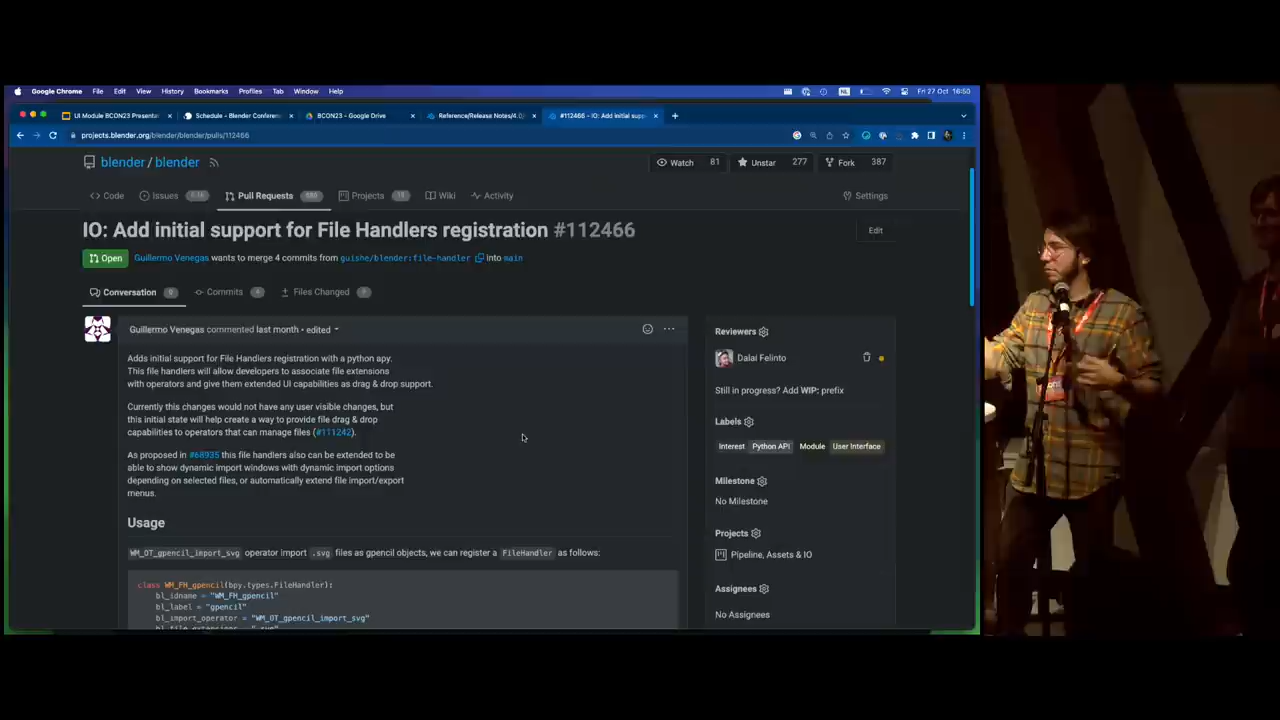 Google Chrome File Edit View History Bookmarks Profiles Tab Window Help NL Fri 27 Oct 16:50
UI Module BCON23 Presentat Schedule - Blender Conferenc BCON23 - Google Drive Reference/Release Notes/4.0/ #112466 - IO: Add initial supp
projects.blender.org/blender/blender/pulls/112466
blender / blender Watch 81 Unstar 277 Fork 387
Code Issues Pull Requests Projects Wiki Activity Settings
IO: Add initial support for File Handlers registration #112466 Edit
Open Guillermo Venegas wants to merge 4 commits from guishe/blender:file-handler into main
Conversation 0 Commits 4 Files Changed
Guillermo Venegas commented last month • edited
Adds initial support for File Handlers registration with a python apy.
This file handlers will allow developers to associate file extensions
with operators and give them extended UI capabilities as drag & drop support.
Currently this changes would not have any user visible changes, but
this initial state will help create a way to provide file drag & drop
capabilities to operators that can manage files (#111242).
As proposed in #68935 this file handlers also can be extended to be
able to show dynamic import windows with dynamic import options
depending on selected files, or automatically extend file import/export
menus.
Usage
WM_OT_gpencil_import_svg operator import .svg files as gpencil objects, we can register a FileHandler as follows:
class WM_FH_gpencil(bpy.types.FileHandler):
bl_idname = "WM_FH_gpencil"
bl_label = "gpencil"
bl_import_operator = "WM_OT_gpencil_import_svg"
Reviewers
Dalai Felinto
Still in progress? Add WIP: prefix
Labels
Interest Python API Module User Interface
Milestone
No Milestone
Projects
Pipeline, Assets & IO
Assignees
No Assignees